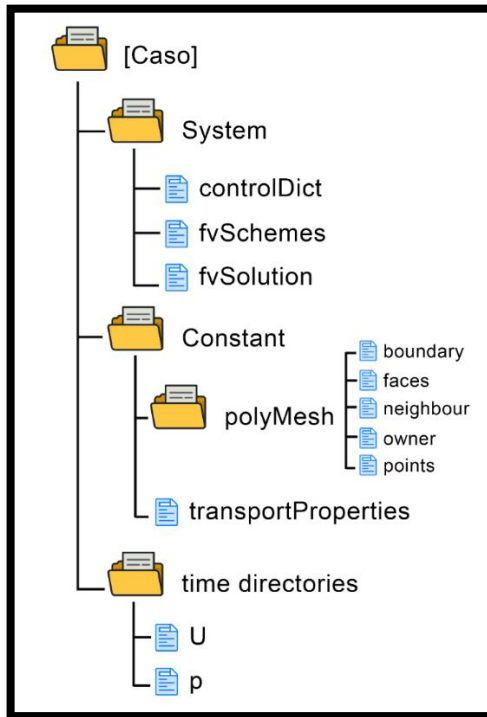 [Caso]
System
controlDict
fvSchemes
fvSolution
Constant
polyMesh
boundary
faces
neighbour
owner
points
transportProperties
time directories
U
p